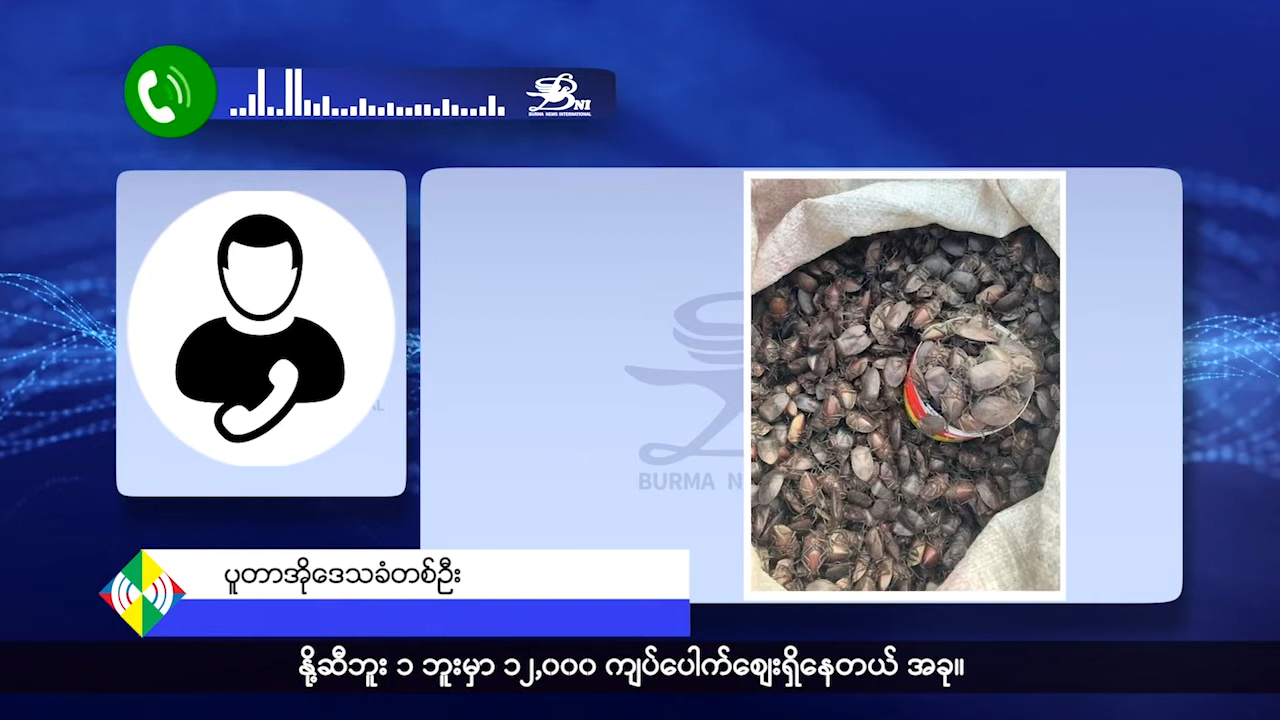 BNI
BURMA NEWS INTERNATIONAL
AL
BURMA N
ပူတာအိုဒေသခံတစ်ဦး
နို့ဆီဘူး ၁ ဘူးမှာ ၁၂,၀၀၀ ကျပ်ပေါက်ဈေးရှိနေတယ် အခု။